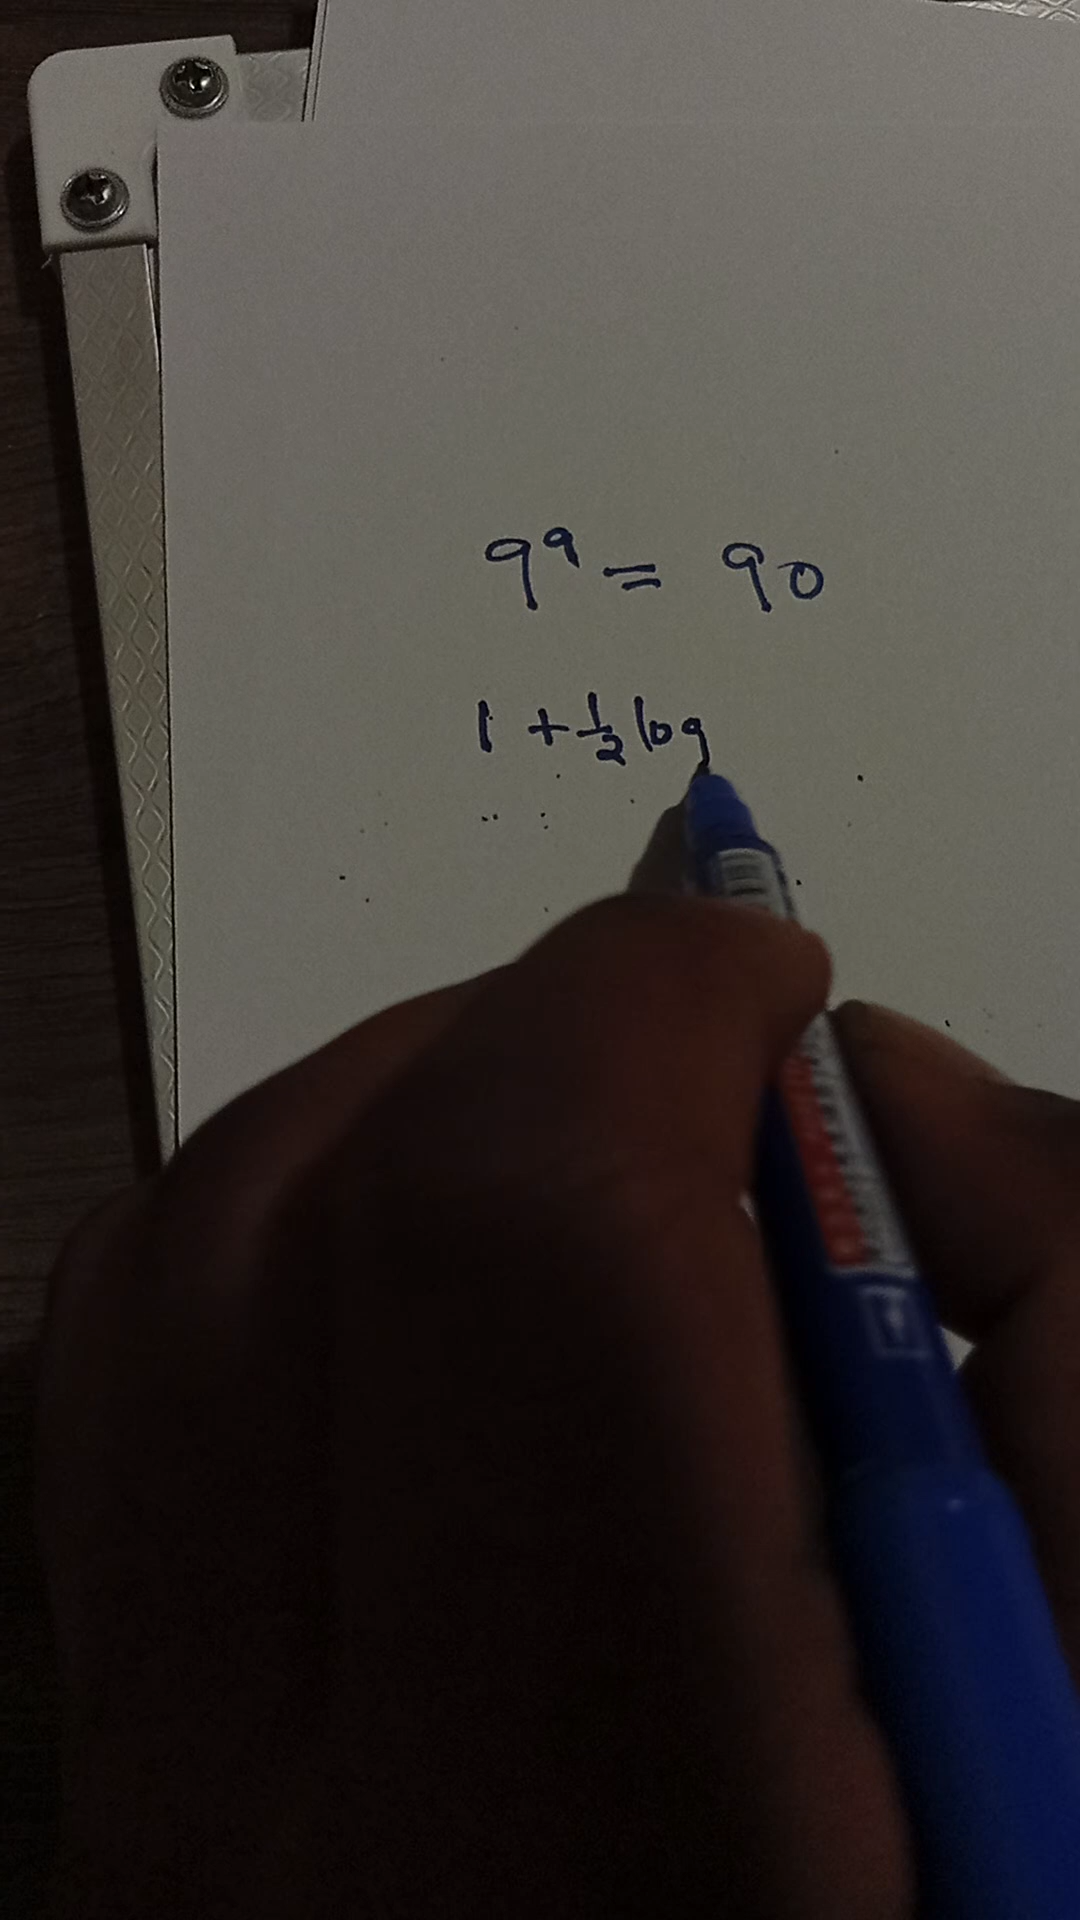 9⁹ = 90
1 + ½ log